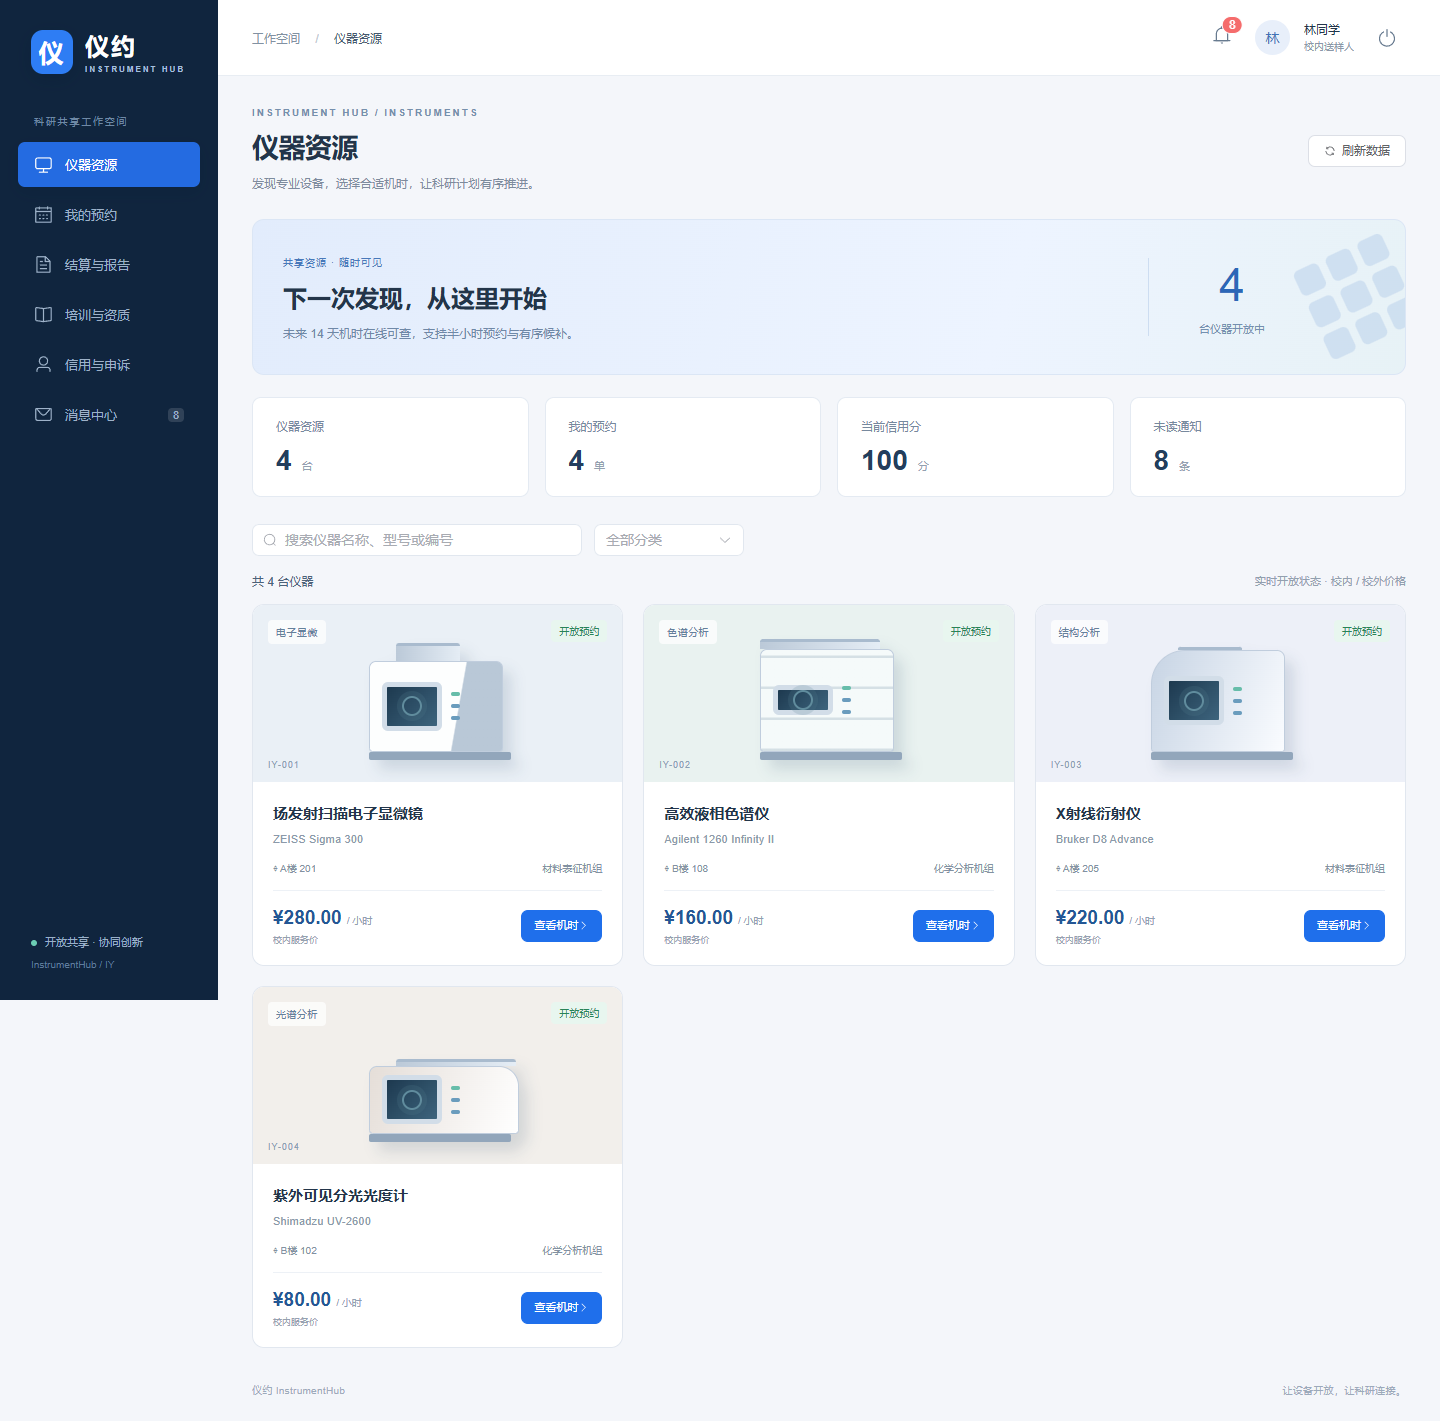 仪 仪约
INSTRUMENT HUB
科研共享工作空间
仪器资源
我的预约
结算与报告
培训与资质
信用与申诉
消息中心 8
开放共享 · 协同创新
InstrumentHub / IY
工作空间 / 仪器资源
8
林 林同学
校内送样人
INSTRUMENT HUB / INSTRUMENTS
仪器资源
刷新数据
发现专业设备，选择合适机时，让科研计划有序推进。
共享资源 · 随时可见
下一次发现，从这里开始
未来 14 天机时在线可查，支持半小时预约与有序候补。
4
台仪器开放中
仪器资源
4 台
我的预约
4 单
当前信用分
100 分
未读通知
8 条
搜索仪器名称、型号或编号
全部分类
共 4 台仪器
实时开放状态 · 校内 / 校外价格
电子显微
开放预约
IY-001
场发射扫描电子显微镜
ZEISS Sigma 300
A楼 201
材料表征机组
¥280.00 / 小时
校内服务价
查看机时
色谱分析
开放预约
IY-002
高效液相色谱仪
Agilent 1260 Infinity II
B楼 108
化学分析机组
¥160.00 / 小时
校内服务价
查看机时
结构分析
开放预约
IY-003
X射线衍射仪
Bruker D8 Advance
A楼 205
材料表征机组
¥220.00 / 小时
校内服务价
查看机时
光谱分析
开放预约
IY-004
紫外可见分光光度计
Shimadzu UV-2600
B楼 102
化学分析机组
¥80.00 / 小时
校内服务价
查看机时
仪约 InstrumentHub
让设备开放，让科研连接。